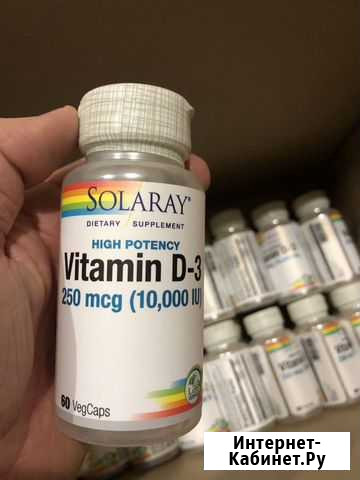 SOLARAY®
DIETARY SUPPLEMENT
HIGH POTENCY
Vitamin D-3
250 mcg (10,000 IU)
60 VegCaps
Интернет-
Кабинет.Ру